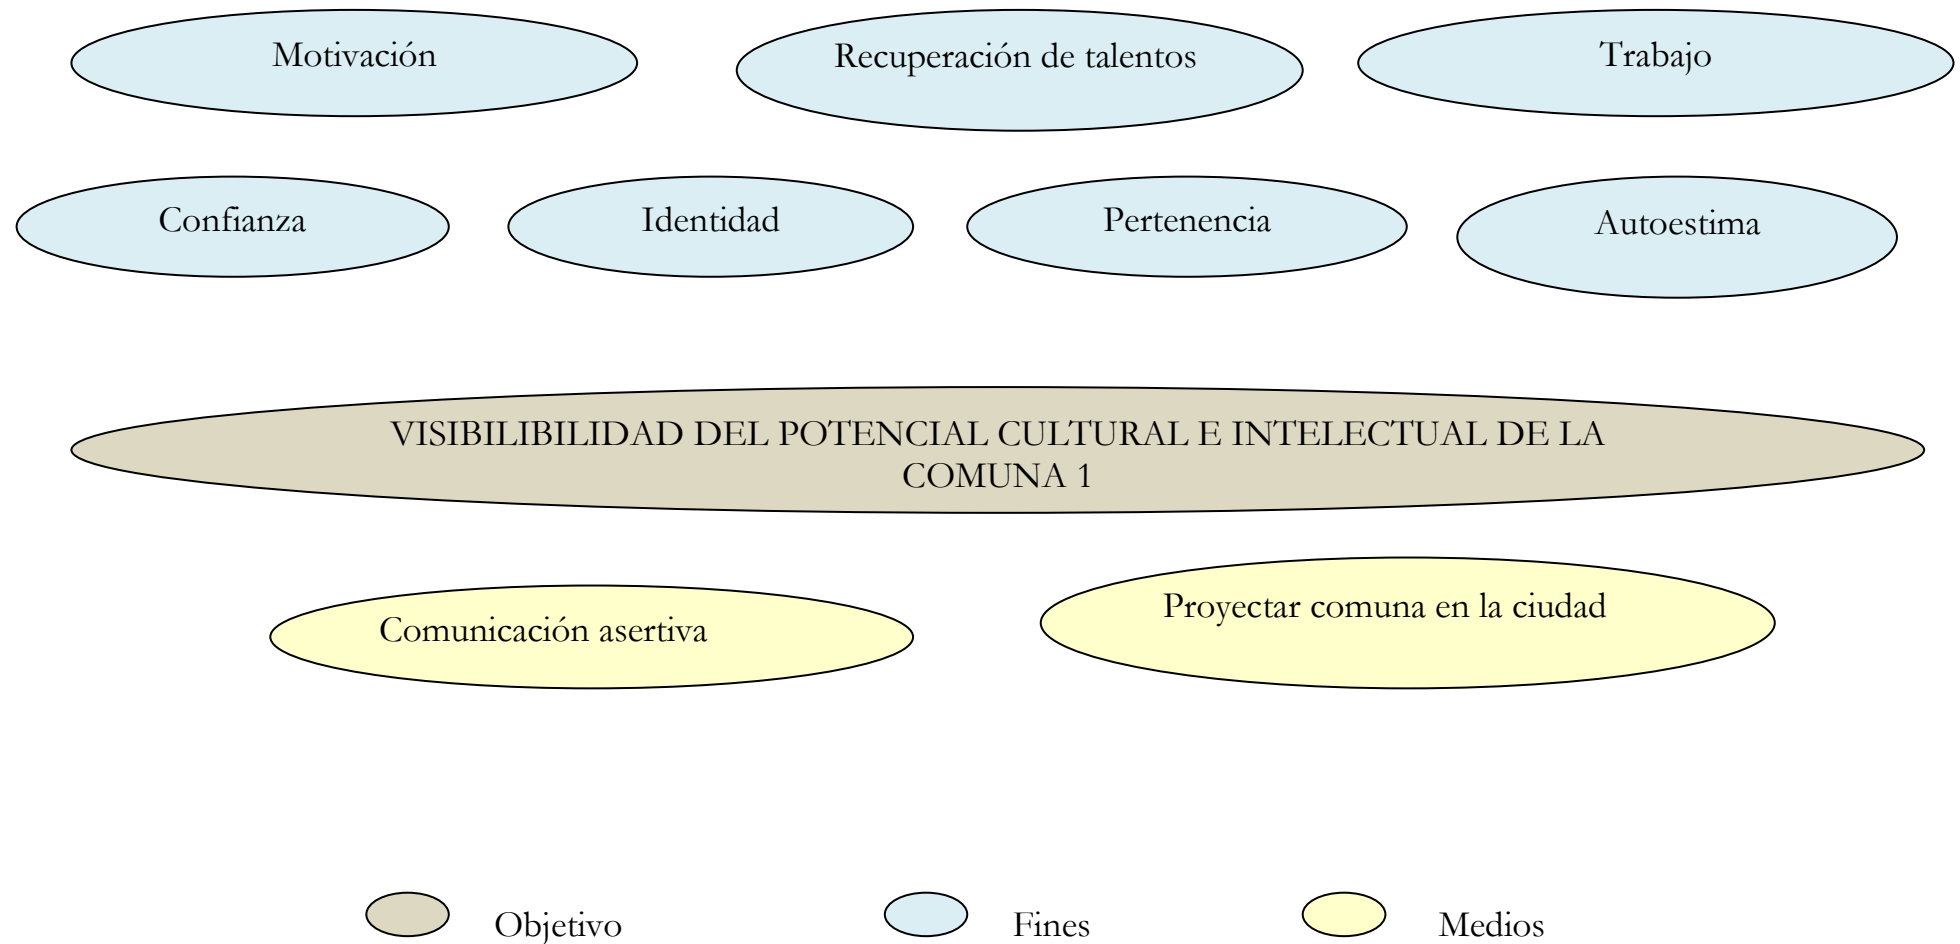 Motivación
Recuperación de talentos
Trabajo
Confianza
Identidad
Pertenencia
Autoestima
VISIBILIBILIDAD DEL POTENCIAL CULTURAL E INTELECTUAL DE LA
COMUNA 1
Comunicación asertiva
Proyectar comuna en la ciudad
Objetivo
Fines
Medios